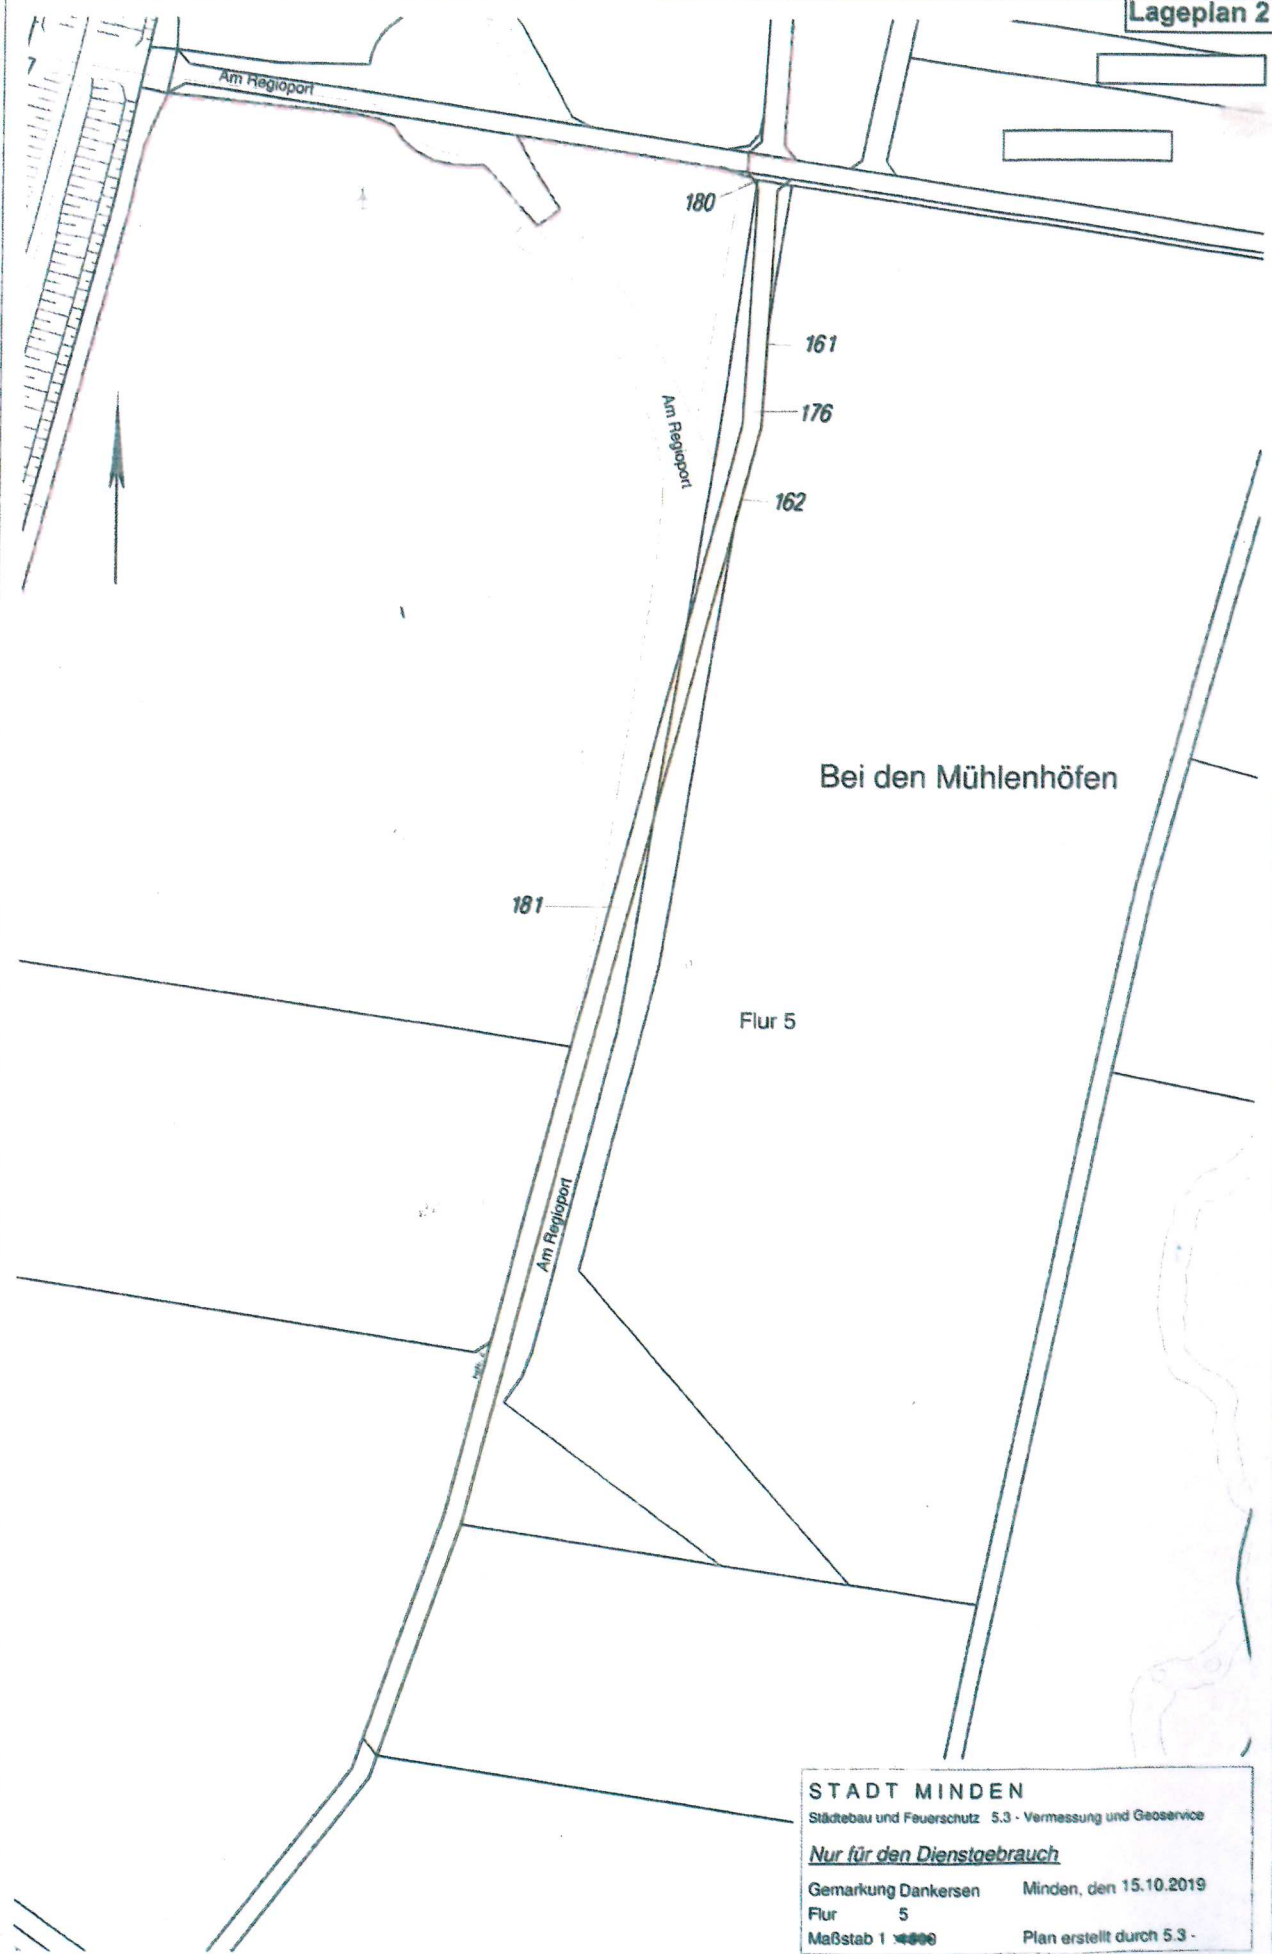 Lageplan 2
7
Am Regioport
180
161
Am Regioport
176
162
Bei den Mühlenhöfen
181
Flur 5
Am Regioport
STADT MINDEN
Städtebau und Feuerschutz 5.3 - Vermessung und Geoservice
Nur für den Dienstgebrauch
Gemarkung Dankersen Minden, den 15.10.2019
Flur 5
Maßstab 1 : Plan erstellt durch 5.3 -